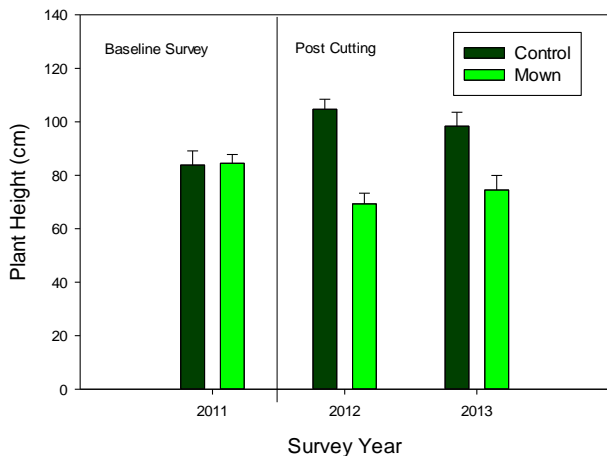 Baseline Survey
Post Cutting
Control
Mown
Plant Height (cm)
140
120
100
80
60
40
20
0
2011
2012
2013
Survey Year